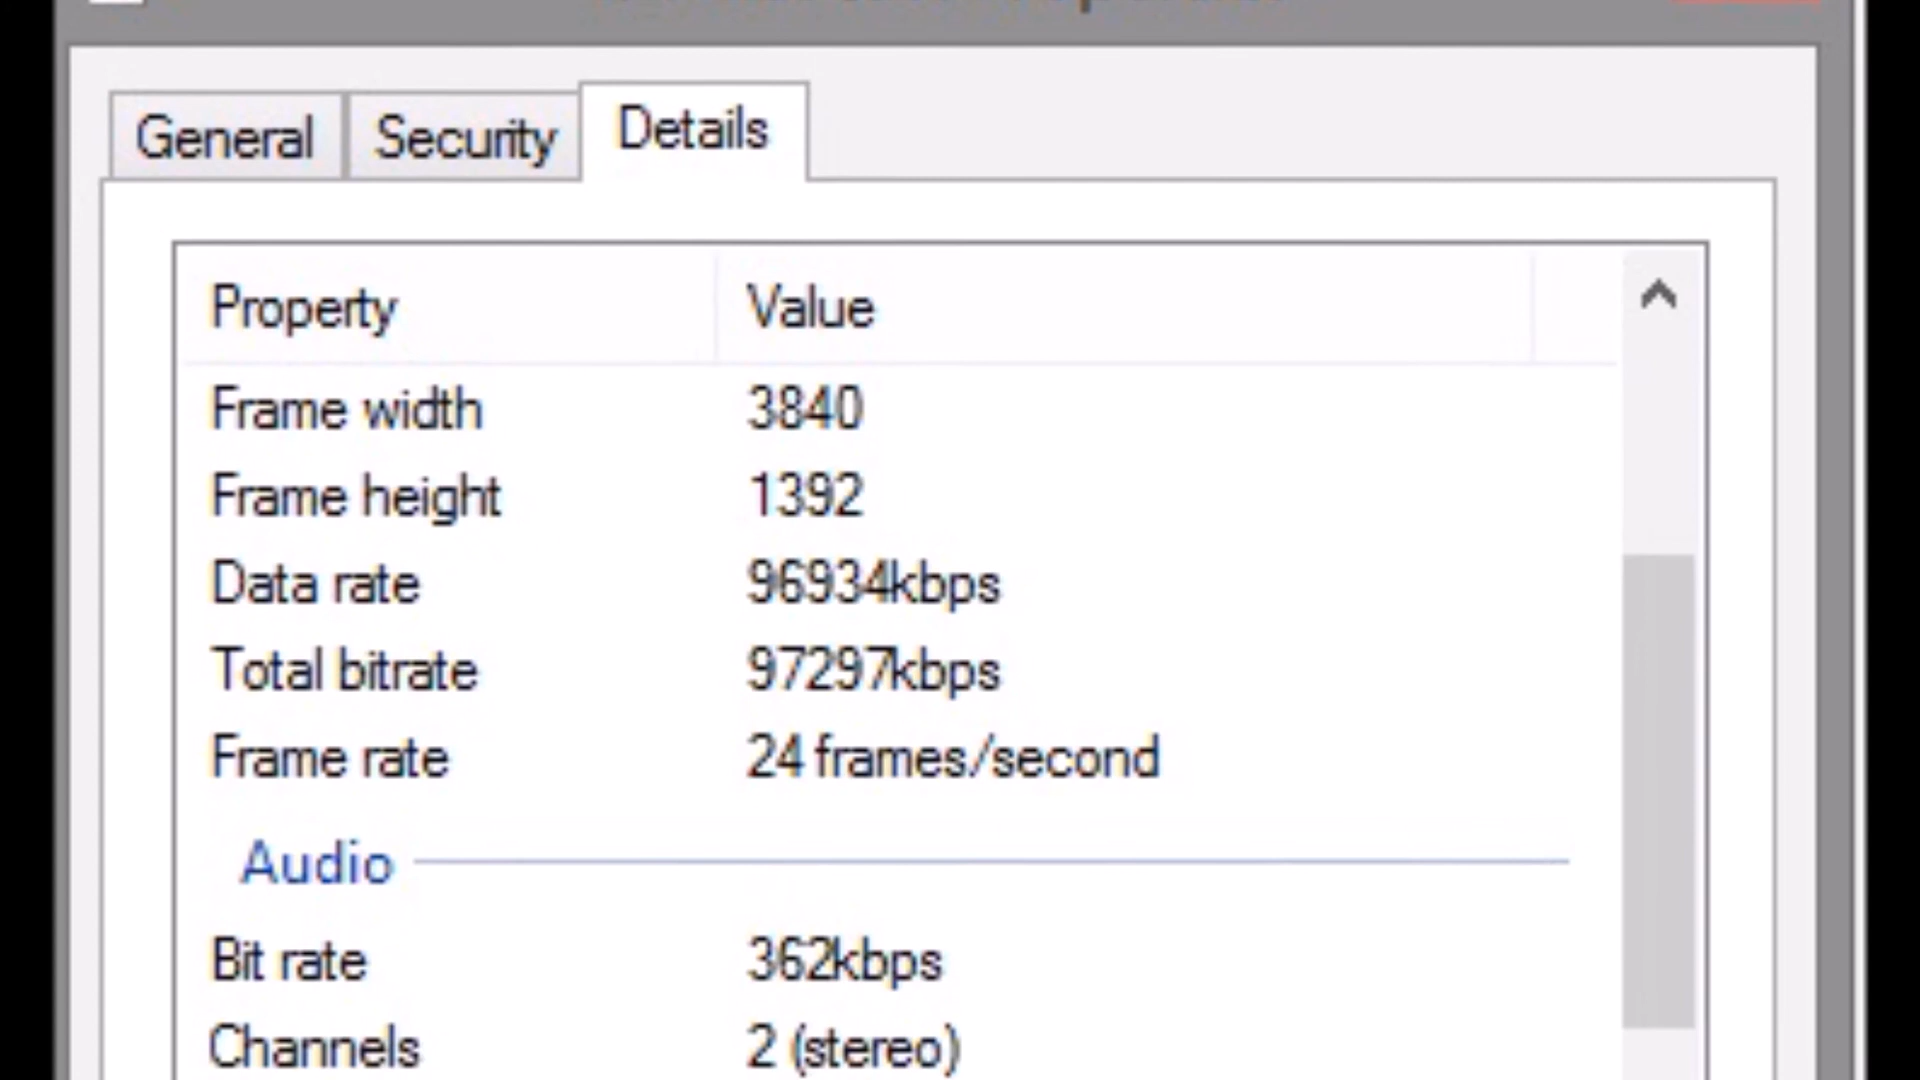 General Security Details
Property Value
Frame width 3840
Frame height 1392
Data rate 96934kbps
Total bitrate 97297kbps
Frame rate 24 frames/second
Audio
Bit rate 362kbps
Channels 2 (stereo)